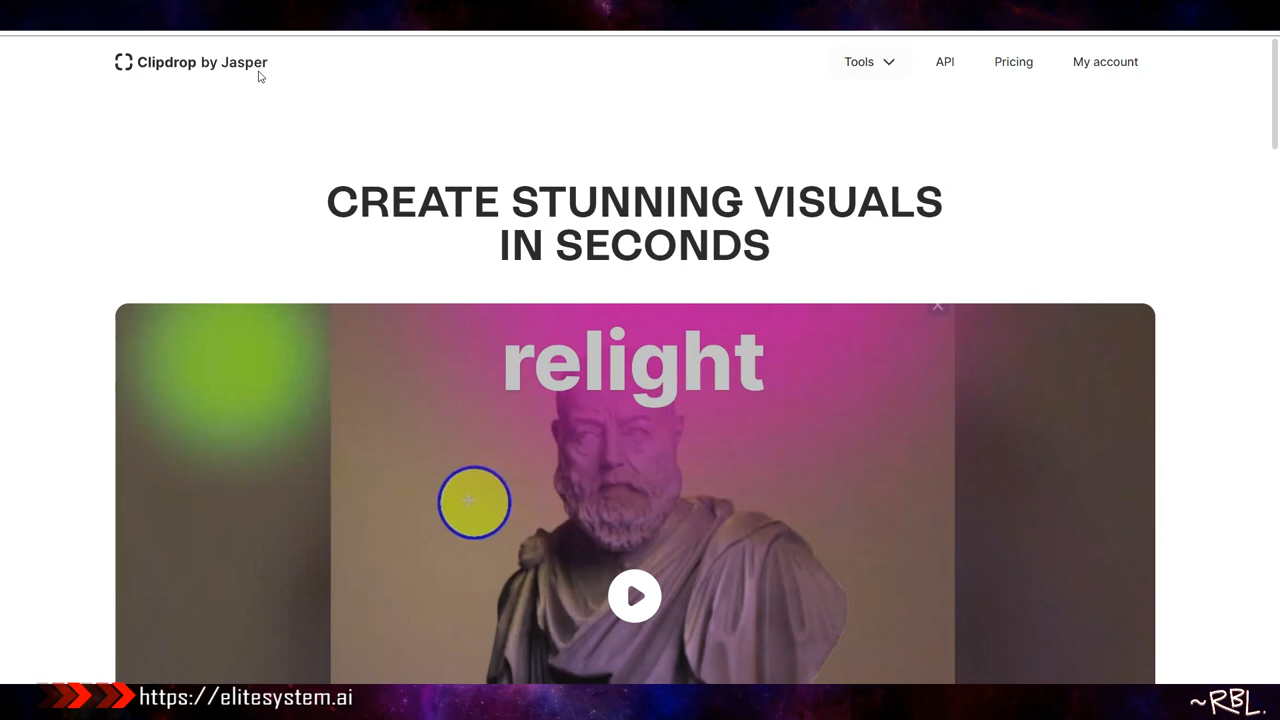 Clipdrop by Jasper
Tools
API
Pricing
My account
CREATE STUNNING VISUALS
IN SECONDS
relight
https://elitesystem.ai
~RBL.